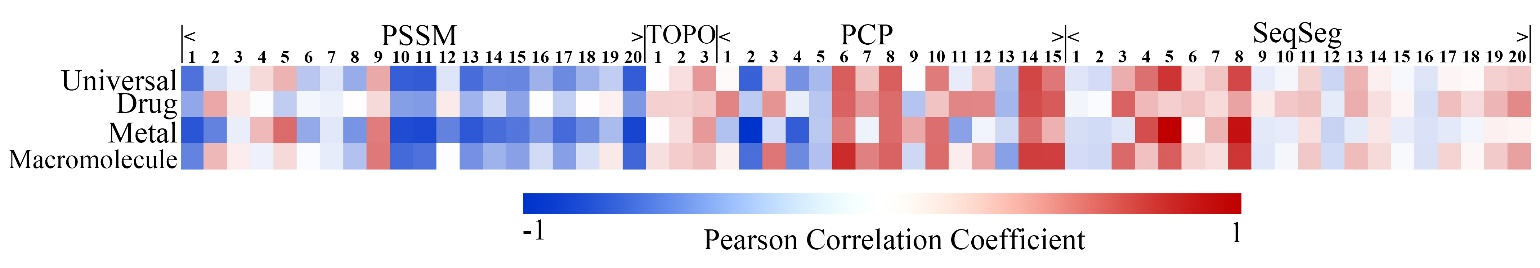 |< PSSM >|TOPO|< PCP >|< SeqSeg >|
1 2 3 4 5 6 7 8 9 10 11 12 13 14 15 16 17 18 19 20 1 2 3 1 2 3 4 5 6 7 8 9 10 11 12 13 14 15 1 2 3 4 5 6 7 8 9 10 11 12 13 14 15 16 17 18 19 20
Universal
Drug
Metal
Macromolecule
-1 1
Pearson Correlation Coefficient